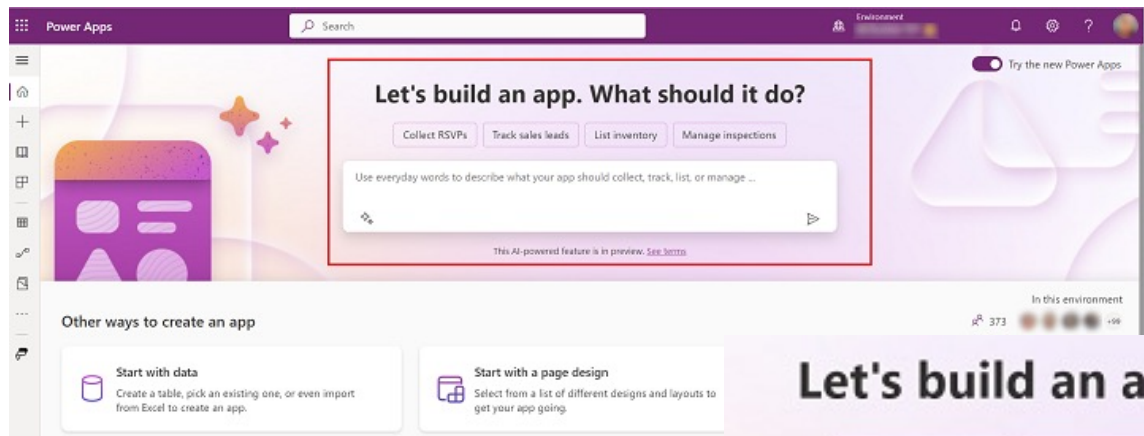 Power Apps
Search
Environment
Try the new Power Apps
Let's build an app. What should it do?
Collect RSVPs
Track sales leads
List inventory
Manage inspections
Use everyday words to describe what your app should collect, track, list, or manage ...
This AI-powered feature is in preview. See terms
In this environment
373
+99
Other ways to create an app
Start with data
Create a table, pick an existing one, or even import
from Excel to create an app.
Start with a page design
Select from a list of different designs and layouts to
get your app going.
Let's build an a